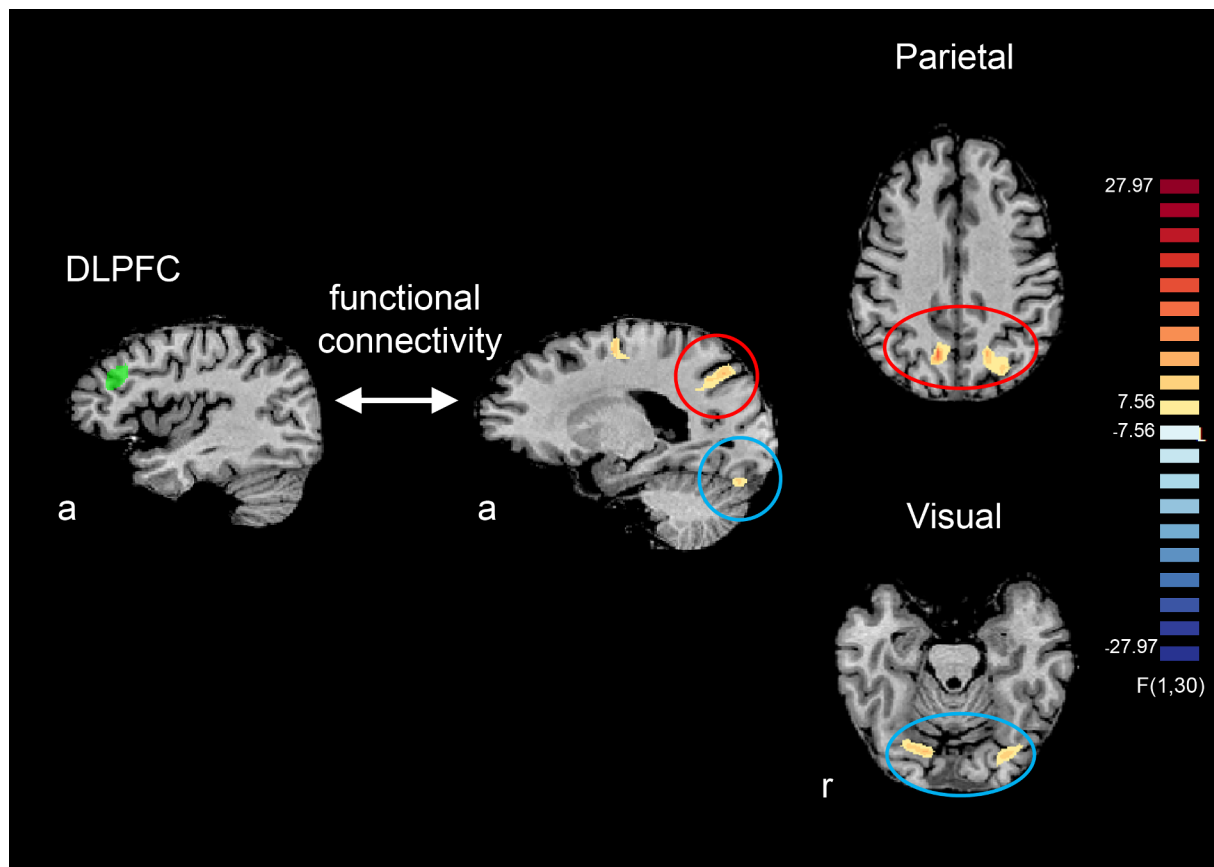 Parietal
27.97
DLPFC
functional
connectivity
7.56
-7.56
L
a
a
Visual
-27.97
F(1,30)
r